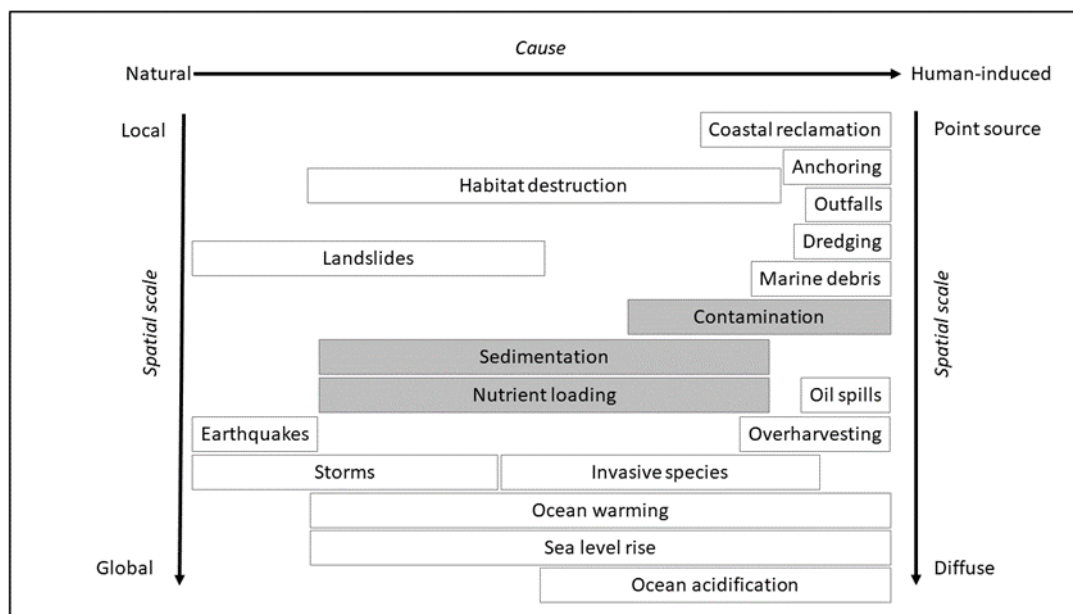 Cause
Natural Human-induced
Local Coastal reclamation Point source
Anchoring
Habitat destruction
Outfalls
Dredging
Landslides
Marine debris
Spatial scale
Contamination
Spatial scale
Sedimentation
Nutrient loading Oil spills
Earthquakes Overharvesting
Storms Invasive species
Ocean warming
Sea level rise
Global Diffuse
Ocean acidification